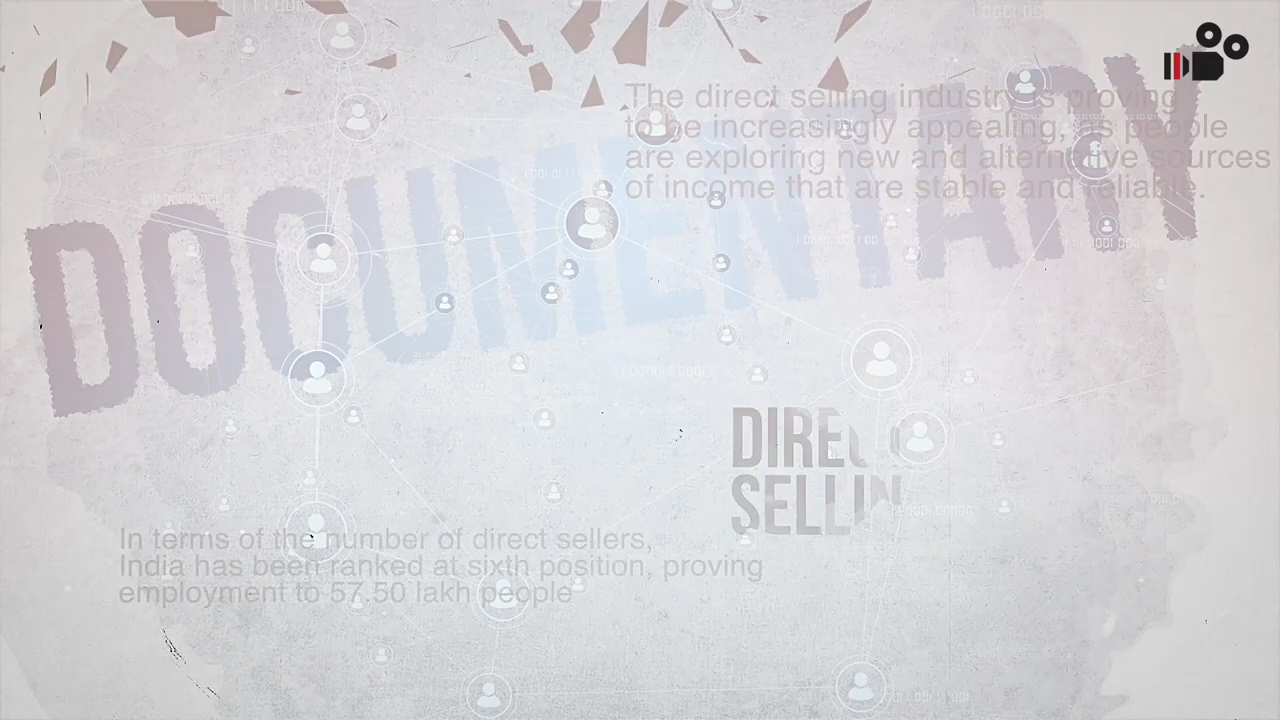 The direct selling industry is proving
to be increasingly appealing, as people
are exploring new and alternative sources
of income that are stable and reliable.
DOCUMENTARY
DIRECT
SELLIN
In terms of the number of direct sellers,
India has been ranked at sixth position, proving
employment to 57.50 lakh people